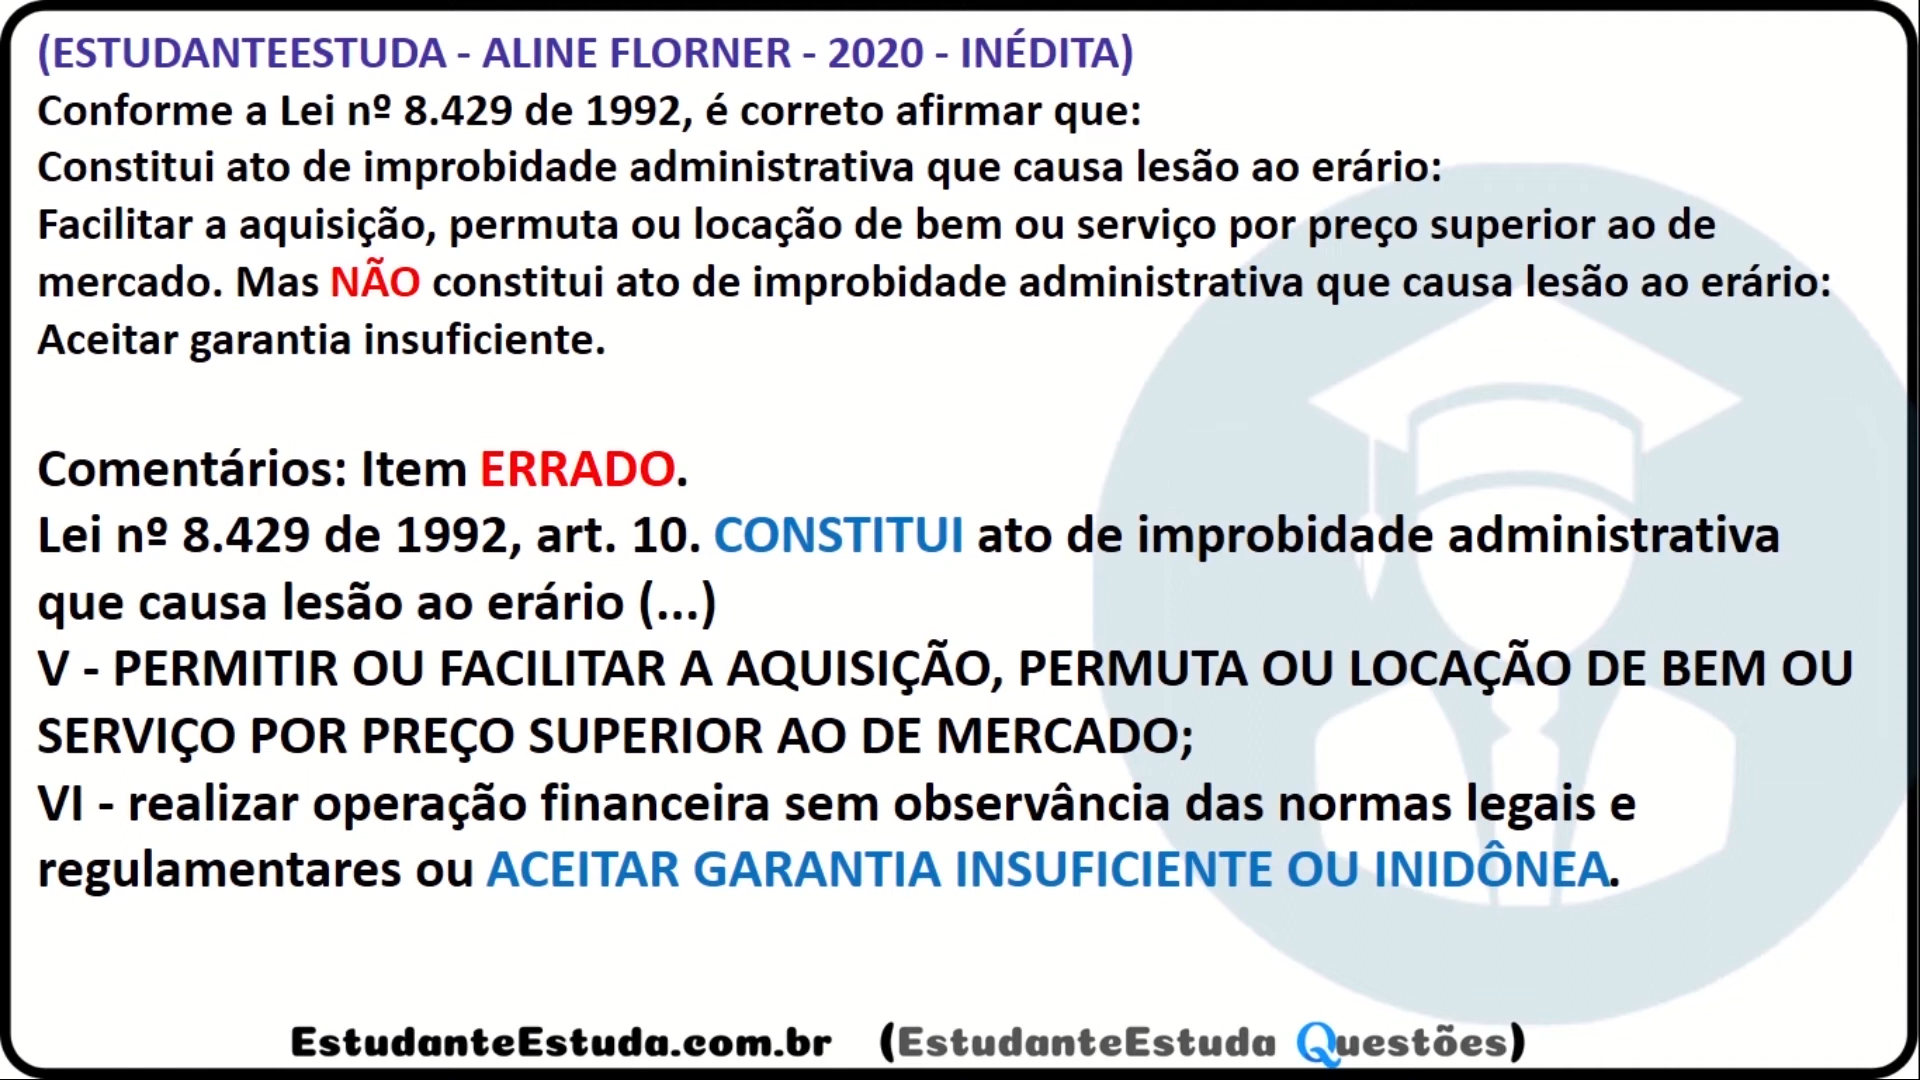 (ESTUDANTEESTUDA - ALINE FLORNER - 2020 - INÉDITA)
Conforme a Lei nº 8.429 de 1992, é correto afirmar que:
Constitui ato de improbidade administrativa que causa lesão ao erário:
Facilitar a aquisição, permuta ou locação de bem ou serviço por preço superior ao de
mercado. Mas NÃO constitui ato de improbidade administrativa que causa lesão ao erário:
Aceitar garantia insuficiente.
Comentários: Item ERRADO.
Lei nº 8.429 de 1992, art. 10. CONSTITUI ato de improbidade administrativa
que causa lesão ao erário (...)
V - PERMITIR OU FACILITAR A AQUISIÇÃO, PERMUTA OU LOCAÇÃO DE BEM OU
SERVIÇO POR PREÇO SUPERIOR AO DE MERCADO;
VI - realizar operação financeira sem observância das normas legais e
regulamentares ou ACEITAR GARANTIA INSUFICIENTE OU INIDÔNEA.
EstudanteEstuda.com.br (EstudanteEstuda Questões)